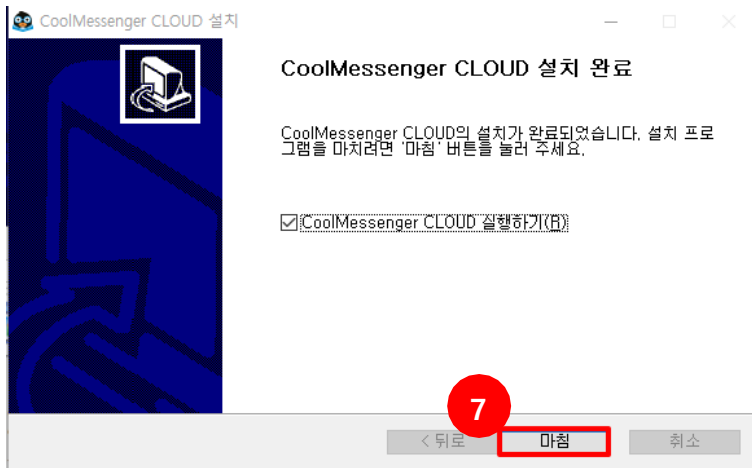 CoolMessenger CLOUD 설치
CoolMessenger CLOUD 설치 완료
CoolMessenger CLOUD의 설치가 완료되었습니다. 설치 프로
그램을 마치려면 '마침' 버튼을 눌러 주세요.
CoolMessenger CLOUD 실행하기(R)
7
< 뒤로 마침 취소